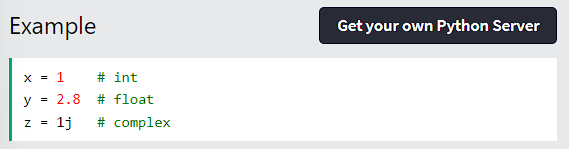 Example
Get your own Python Server
x = 1    # int
y = 2.8  # float
z = 1j   # complex